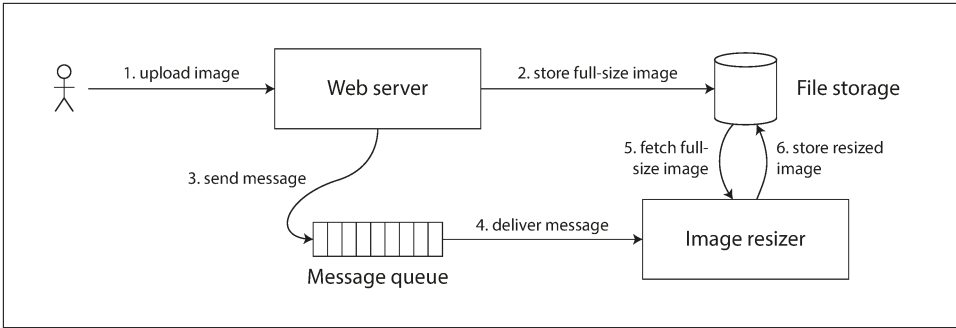 1. upload image
Web server
2. store full-size image
File storage
3. send message
5. fetch full-
size image
6. store resized
image
4. deliver message
Message queue
Image resizer